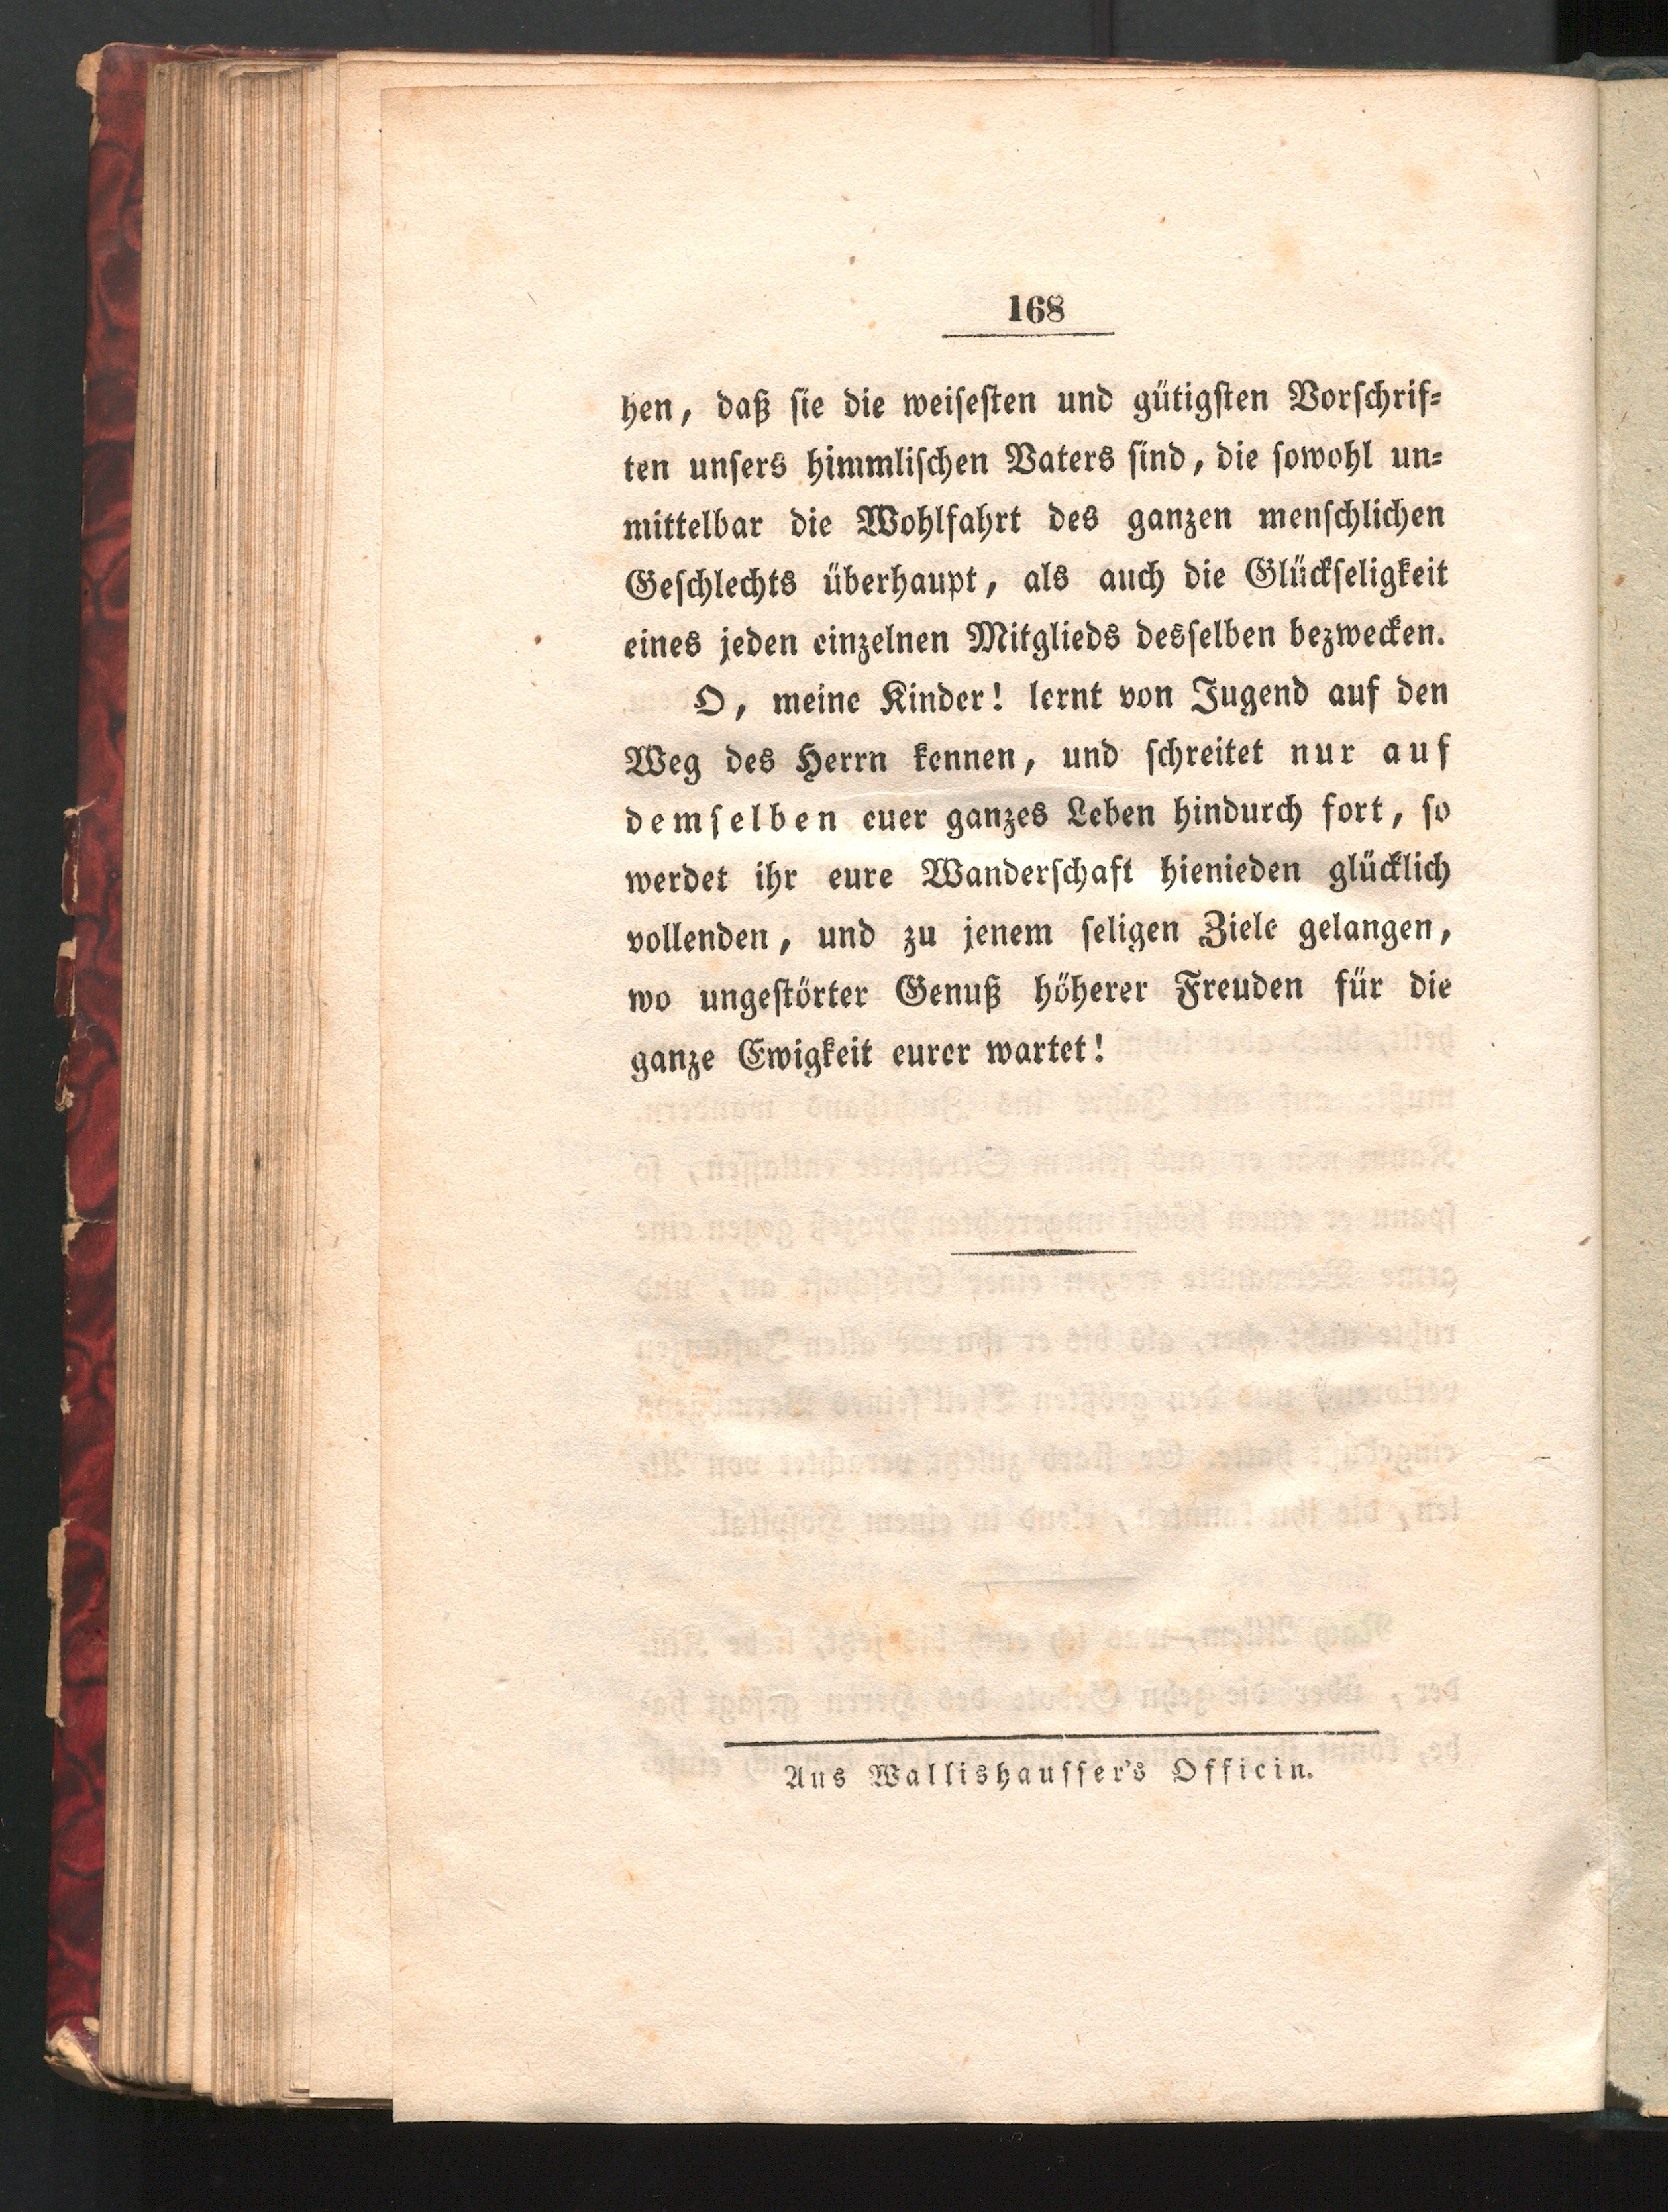 168
hen, daß sie die weisesten und gütigsten Vorschrif-
ten unsers himmlischen Vaters sind, die sowohl un-
mittelbar die Wohlfahrt des ganzen menschlichen
Geschlechts überhaupt, als auch die Glückseligkeit
eines jeden einzelnen Mitglieds desselben bezwecken.
O, meine Kinder! lernt von Jugend auf den
Weg des Herrn kennen, und schreitet nur auf
demselben euer ganzes Leben hindurch fort, so
werdet ihr eure Wanderschaft hienieden glücklich
vollenden, und zu jenem seligen Ziele gelangen,
wo ungestörter Genuß höherer Freuden für die
ganze Ewigkeit eurer wartet!
Aus Wallishausser's Officin.